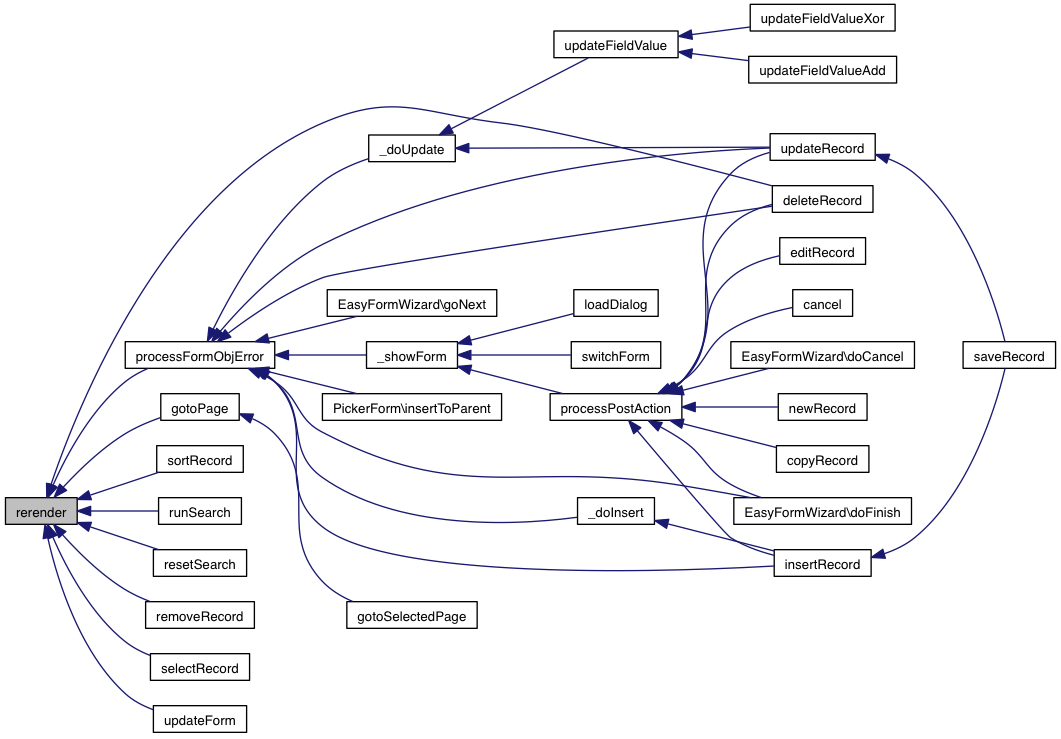 updateFieldValueXor
updateFieldValue
updateFieldValueAdd
_doUpdate
updateRecord
deleteRecord
editRecord
EasyFormWizard\goNext
loadDialog
cancel
processFormObjError
_showForm
switchForm
EasyFormWizard\doCancel
saveRecord
gotoPage
PickerForm\insertToParent
processPostAction
newRecord
sortRecord
copyRecord
rerender
runSearch
_doInsert
EasyFormWizard\doFinish
resetSearch
insertRecord
removeRecord
gotoSelectedPage
selectRecord
updateForm